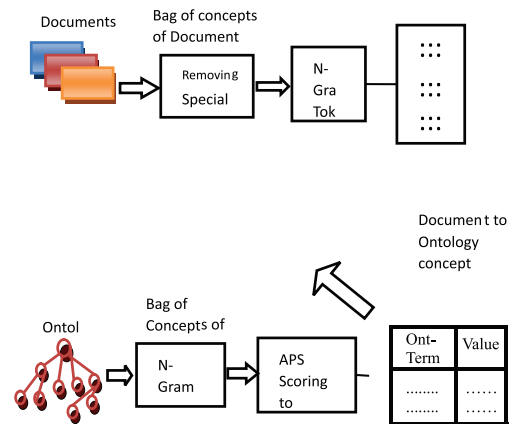 Documents
Bag of concepts
of Document
Removing
Special
N-
Gra
Tok
Document to
Ontology
concept
Bag of
Concepts of
Ontol
N-
Gram
APS
Scoring
to
Ont-
Term
Value
........ ......
........ ......